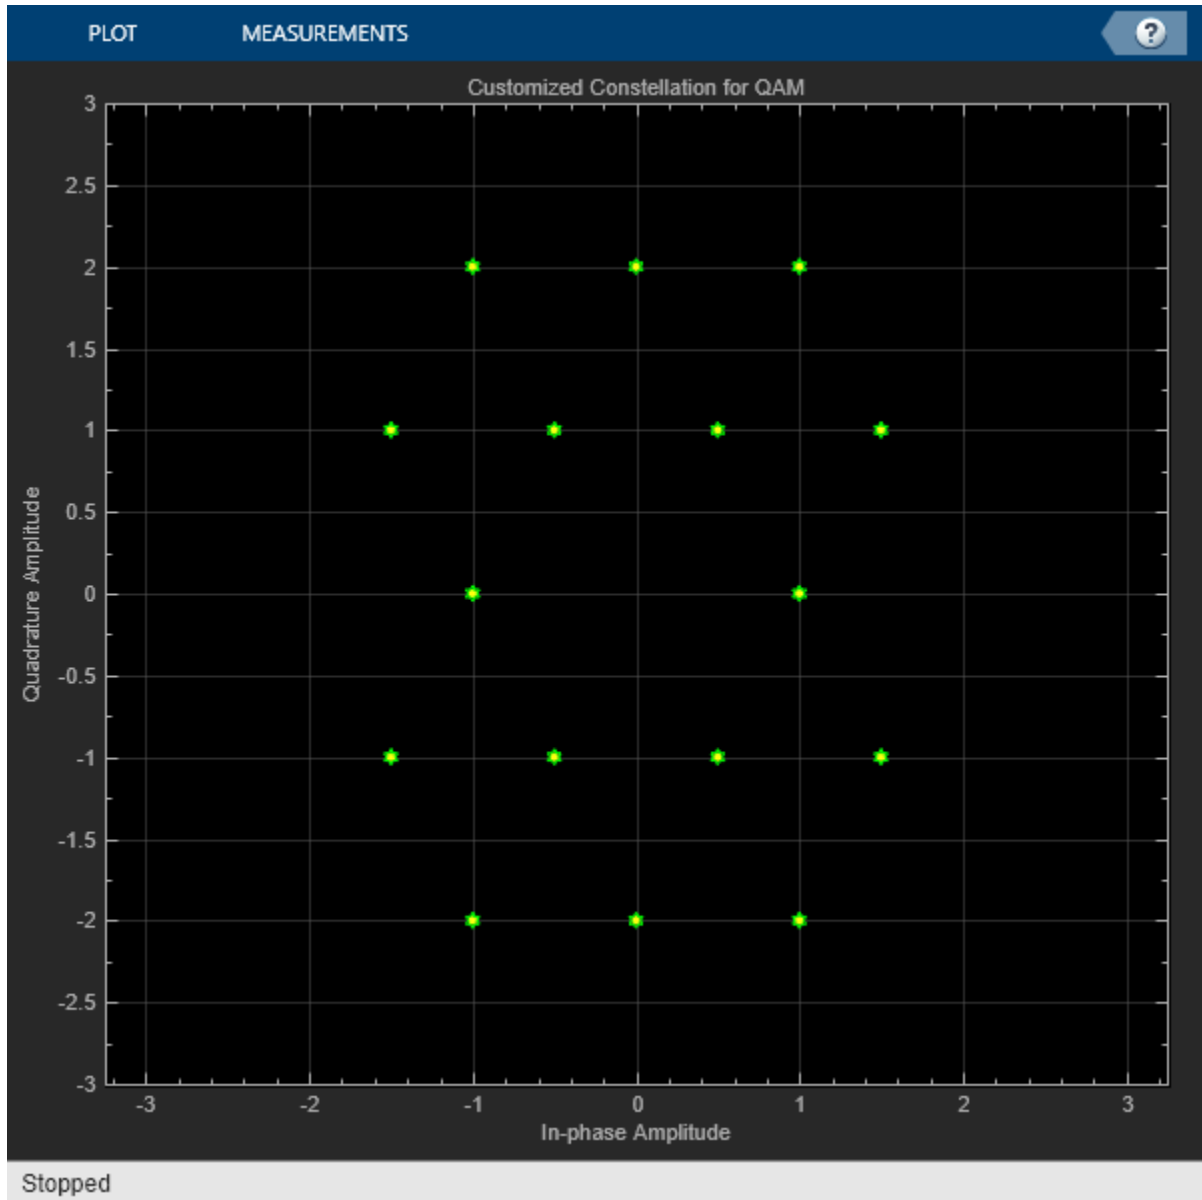 PLOT MEASUREMENTS ?
Customized Constellation for QAM
3
2.5
2
1.5
1
0.5
0
-0.5
-1
-1.5
-2
-2.5
-3
Quadrature Amplitude
-3 -2 -1 0 1 2 3
In-phase Amplitude
Stopped